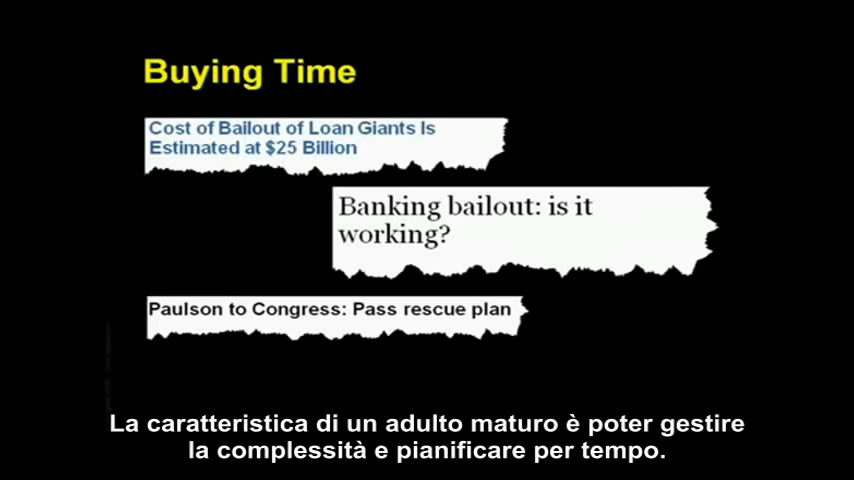 Buying Time
Cost of Bailout of Loan Giants Is
Estimated at $25 Billion
Banking bailout: is it
working?
Paulson to Congress: Pass rescue plan
La caratteristica di un adulto maturo è poter gestire
la complessità e pianificare per tempo.